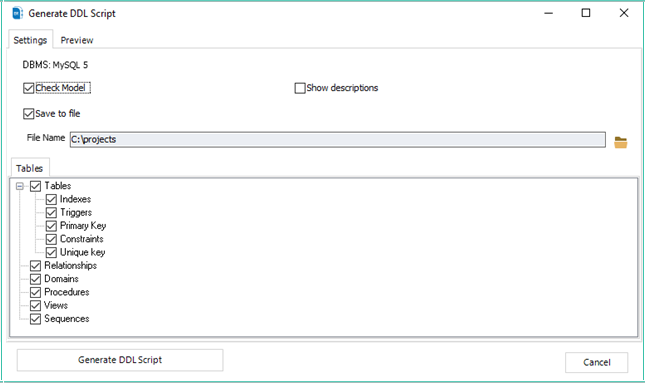 Generate DDL Script
Settings Preview
DBMS: MySQL 5
Check Model Show descriptions
Save to file
File Name C:\projects
Tables
Tables
Indexes
Triggers
Primary Key
Constraints
Unique key
Relationships
Domains
Procedures
Views
Sequences
Generate DDL Script Cancel